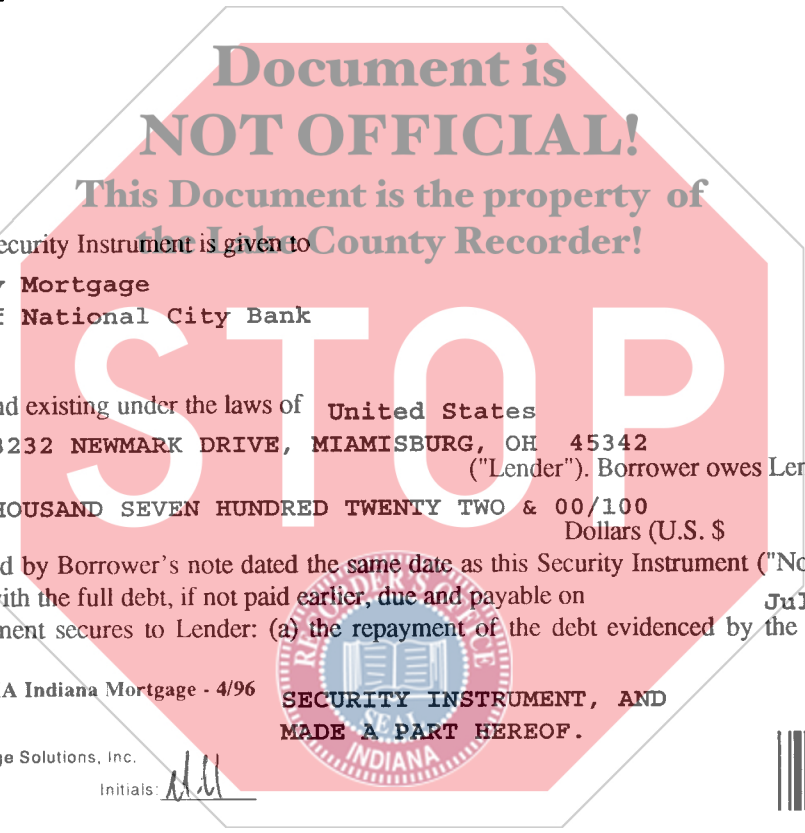 Document is
NOT OFFICIAL!
This Document is the property of
the Lake County Recorder!
ecurity Instrument is given to
Mortgage
National City Bank
STOP
nd existing under the laws of United States
3232 NEWMARK DRIVE, MIAMISBURG, OH 45342
("Lender"). Borrower owes Len
HOUSAND SEVEN HUNDRED TWENTY TWO & 00/100
Dollars (U.S. $
d by Borrower's note dated the same date as this Security Instrument ("No
ith the full debt, if not paid earlier, due and payable on Jul
ment secures to Lender: (a) the repayment of the debt evidenced by the
A Indiana Mortgage - 4/96
SECURITY INSTRUMENT, AND
MADE A PART HEREOF.
RECORDER'S OFFICE
SEAL
INDIANA
ge Solutions, Inc.
Initials: